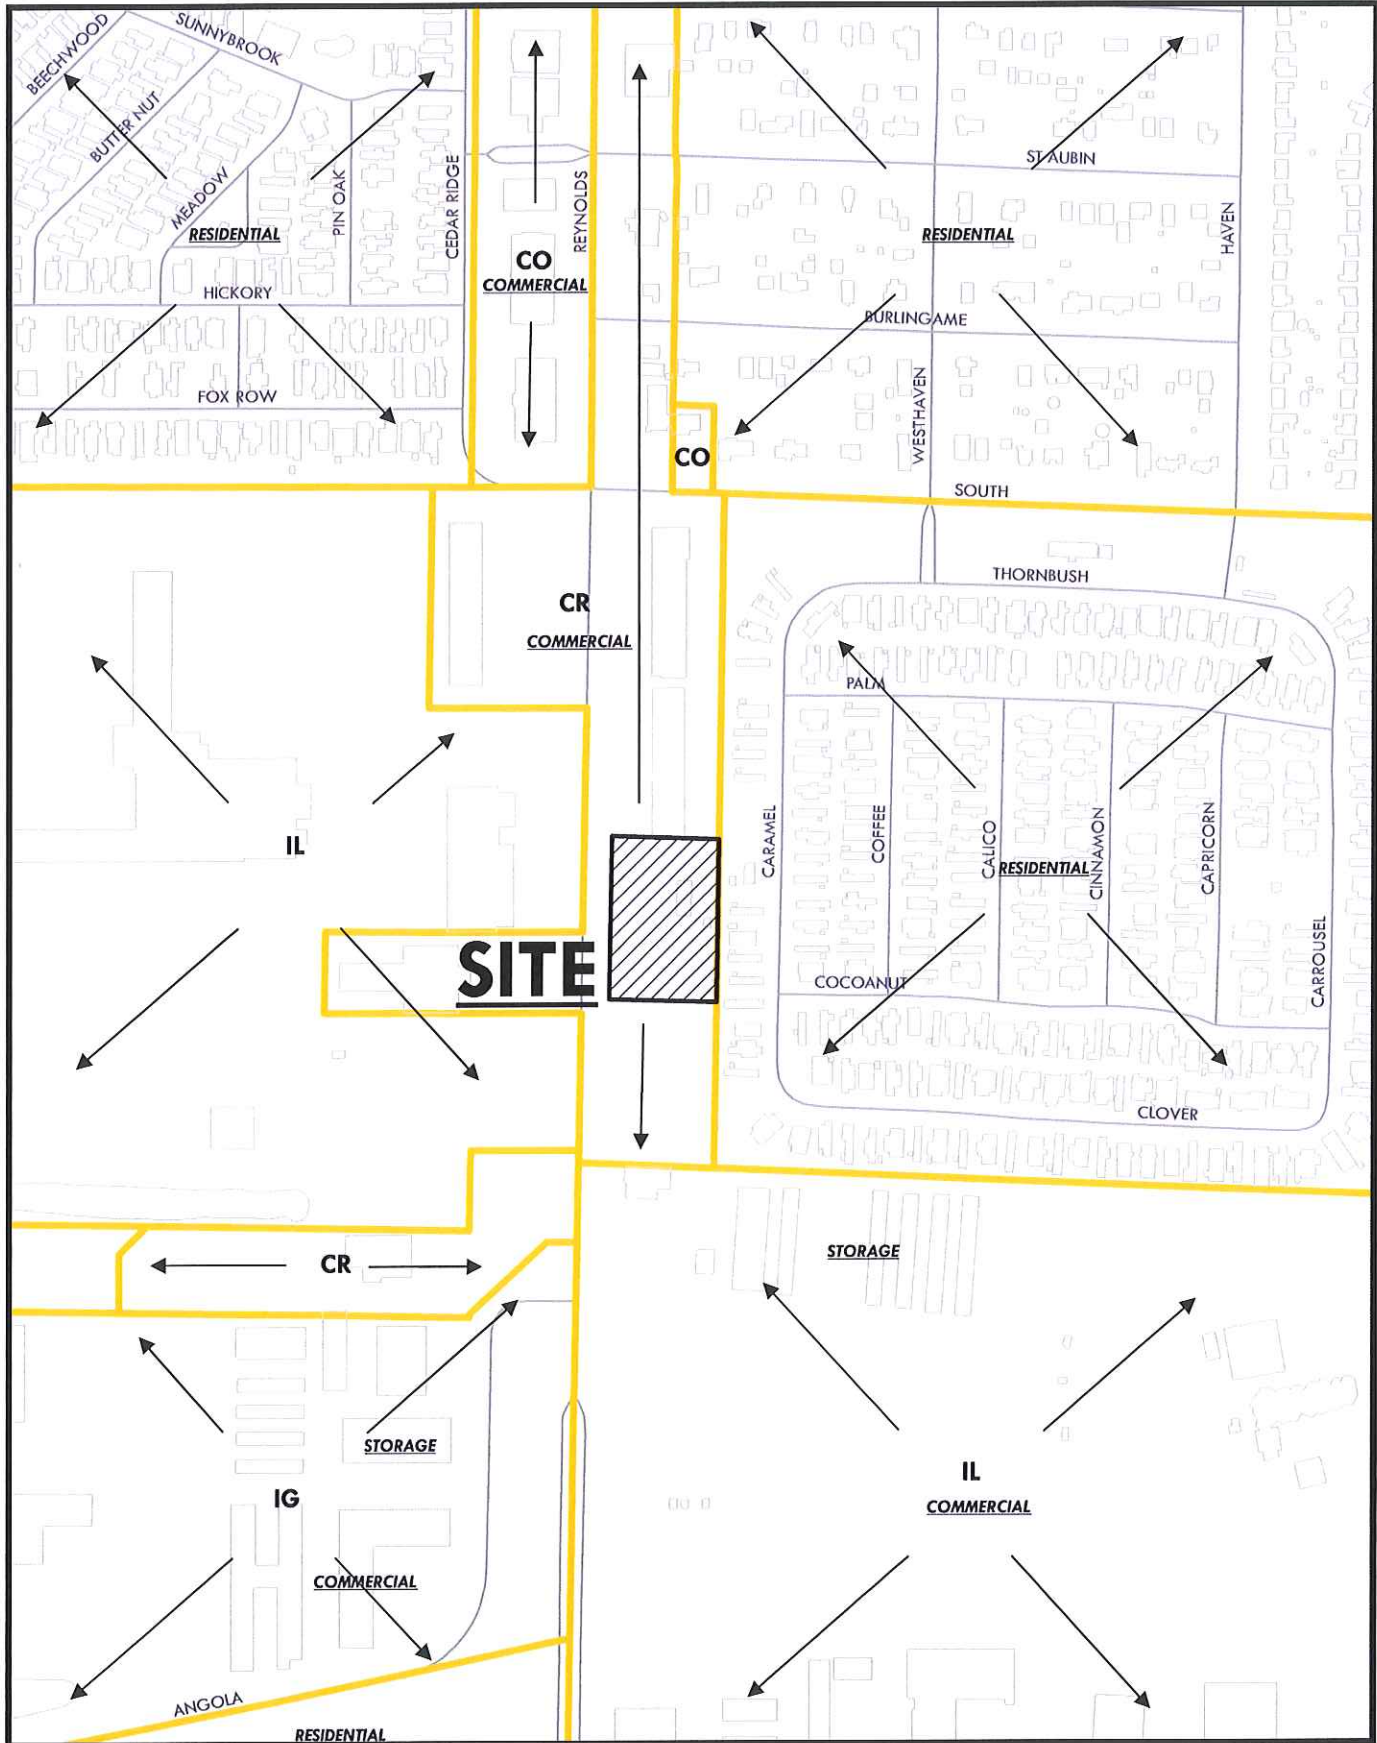 BEECHWOOD
SUNNYBROOK
BUTTER NUT
MEADOW
PIN OAK
CEDAR RIDGE
REYNOLDS
RESIDENTIAL
HICKORY
FOX ROW
CO
COMMERCIAL
ST AUBIN
RESIDENTIAL
HAVEN
BURLINGAME
WESTHAVEN
CO
SOUTH
THORNBUSH
CR
COMMERCIAL
PALM
CARAMEL
COFFEE
CALICO
RESIDENTIAL
CINNAMON
CAPRICORN
CARROUSEL
IL
SITE
COCOANUT
CLOVER
CR
STORAGE
STORAGE
IG
COMMERCIAL
IL
COMMERCIAL
ANGOLA
RESIDENTIAL